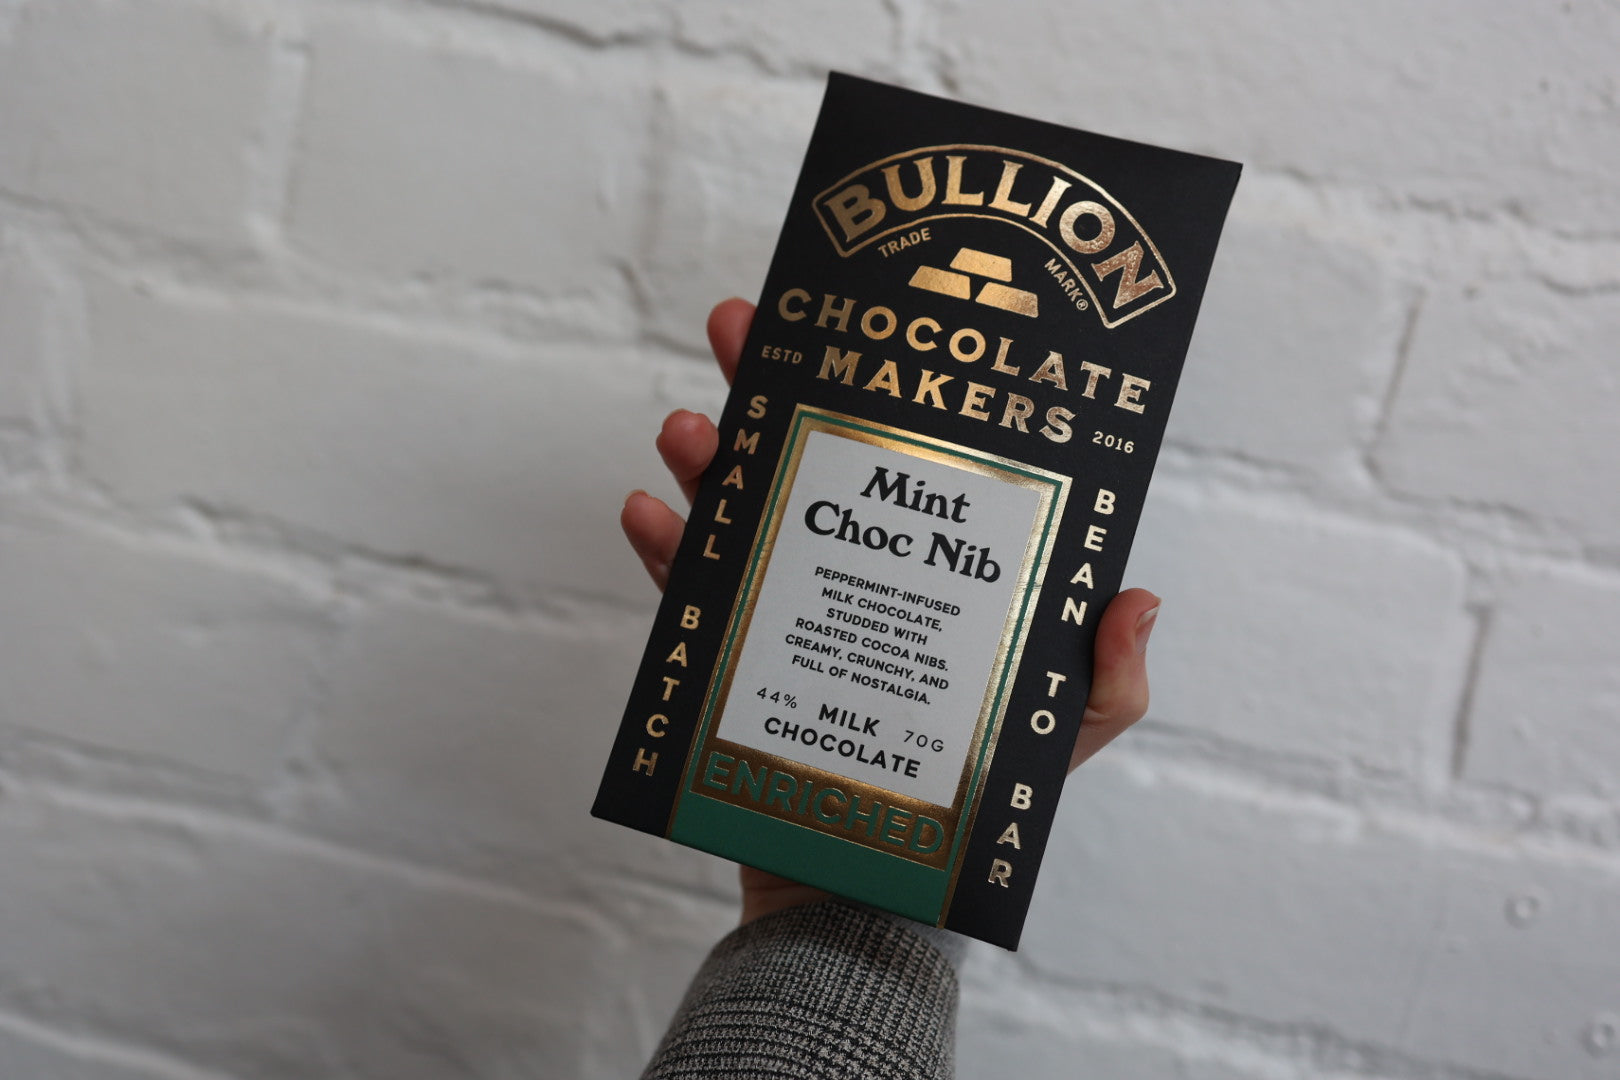 BULLION
TRADE MARK®
CHOCOLATE
ESTD MAKERS 2016
SMALL BATCH
BEAN TO BAR
Mint
Choc Nib
PEPPERMINT-INFUSED
MILK CHOCOLATE,
STUDDED WITH
ROASTED COCOA NIBS.
CREAMY, CRUNCHY, AND
FULL OF NOSTALGIA.
44% MILK 70G
CHOCOLATE
ENRICHED